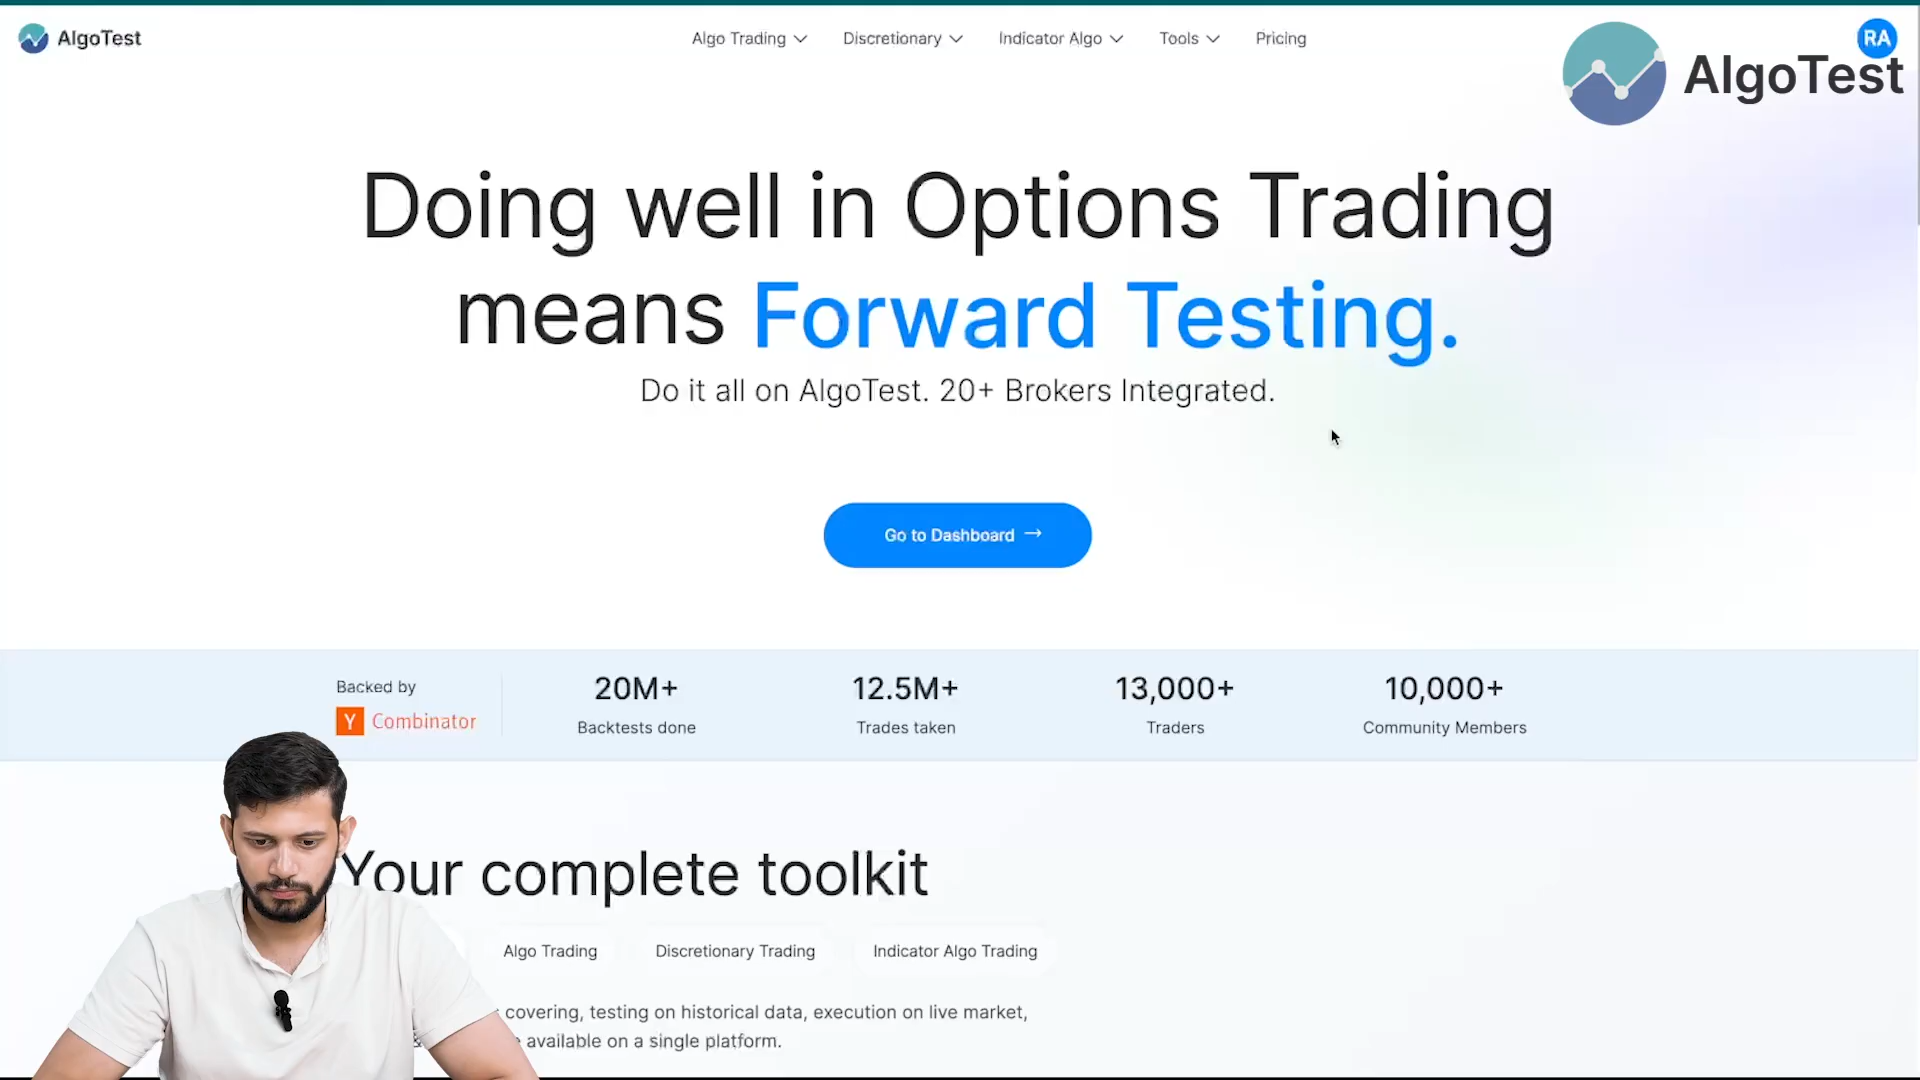 AlgoTest
Algo Trading
Discretionary
Indicator Algo
Tools
Pricing
RA
AlgoTest
Doing well in Options Trading
means Forward Testing.
Do it all on AlgoTest. 20+ Brokers Integrated.
Go to Dashboard →
Backed by
Y Combinator
20M+
Backtests done
12.5M+
Trades taken
13,000+
Traders
10,000+
Community Members
Your complete toolkit
Algo Trading
Discretionary Trading
Indicator Algo Trading
covering, testing on historical data, execution on live market,
available on a single platform.